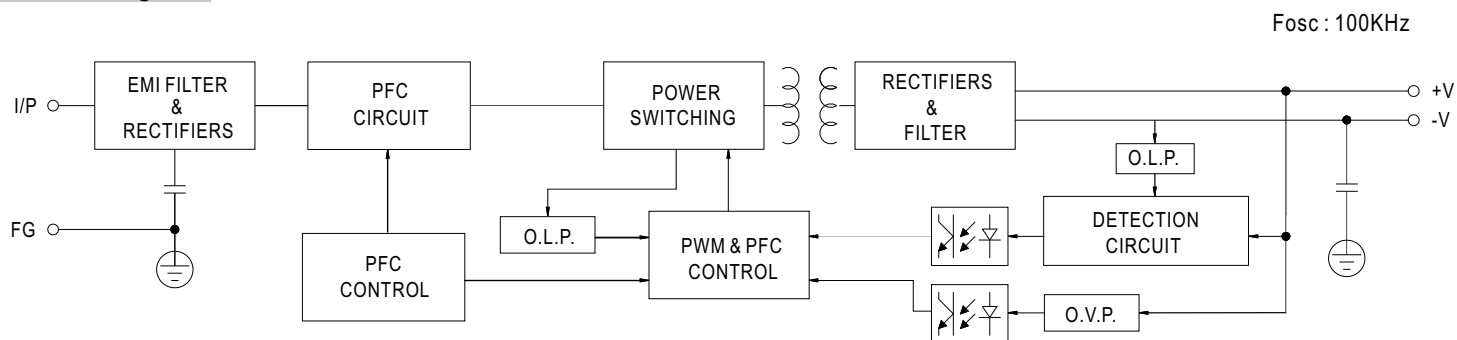 Fosc : 100KHz
I/P
EMI FILTER
&
RECTIFIERS
PFC
CIRCUIT
POWER
SWITCHING
RECTIFIERS
&
FILTER
+V
-V
O.L.P.
FG
O.L.P.
PFC
CONTROL
PWM & PFC
CONTROL
DETECTION
CIRCUIT
O.V.P.